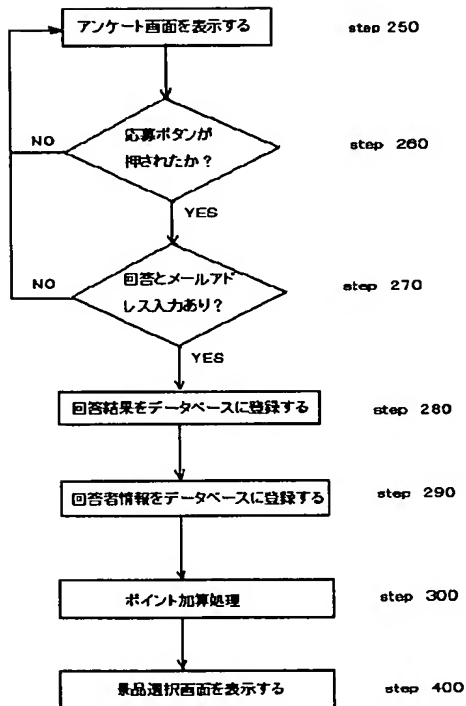 アンケート画面を表示する
step 250
応募ボタンが
押されたか？
step 260
NO
YES
回答とメールアド
レス入力あり？
step 270
NO
YES
回答結果をデータベースに登録する
step 280
回答者情報をデータベースに登録する
step 290
ポイント加算処理
step 300
景品選択画面を表示する
step 400